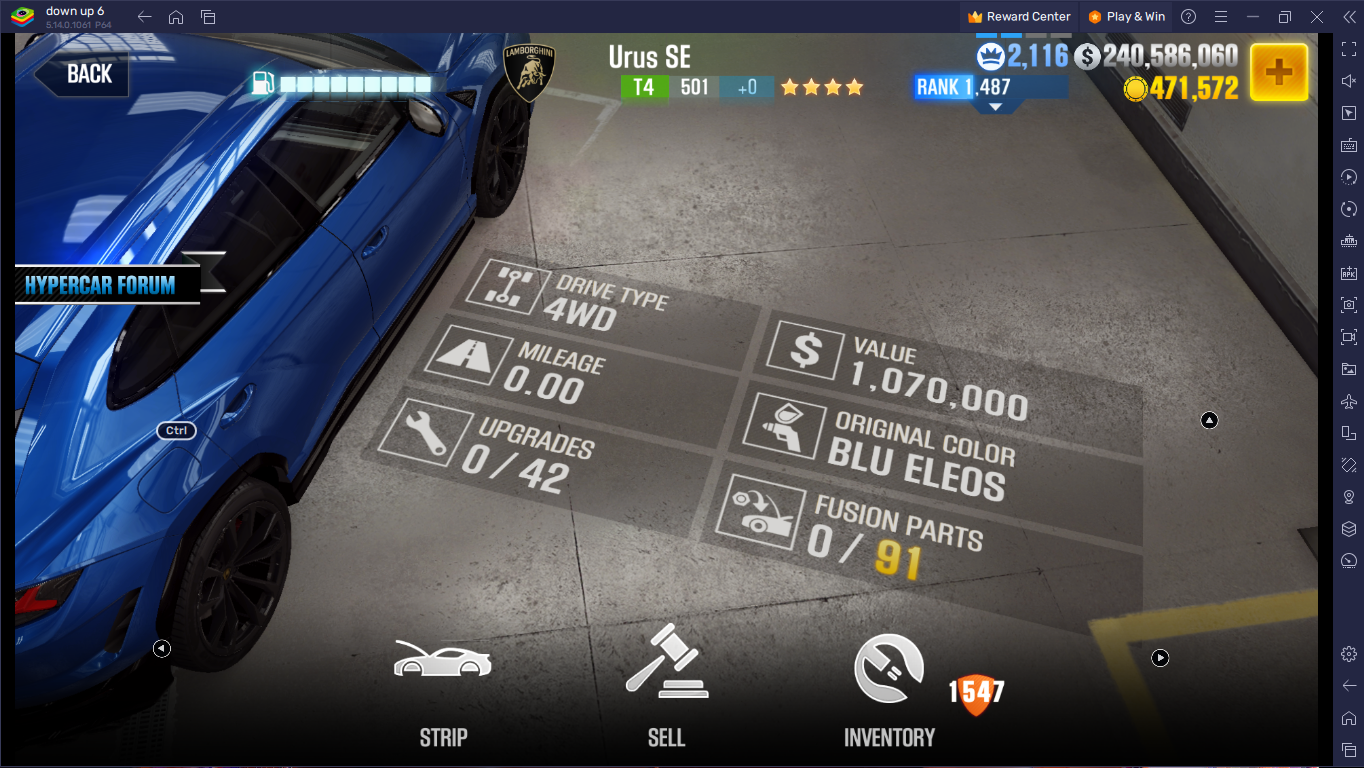 down up 6
5.14.0.1061 P64
Reward Center
Play & Win
BACK
LAMBORGHINI
Urus SE
T4 501 +0
2,116
240,586,060
RANK 1,487
471,572
HYPERCAR FORUM
DRIVE TYPE
4WD
MILEAGE
0.00
UPGRADES
0 / 42
VALUE
1,070,000
ORIGINAL COLOR
BLU ELEOS
FUSION PARTS
0 / 91
Ctrl
APK
STRIP
SELL
INVENTORY
1547